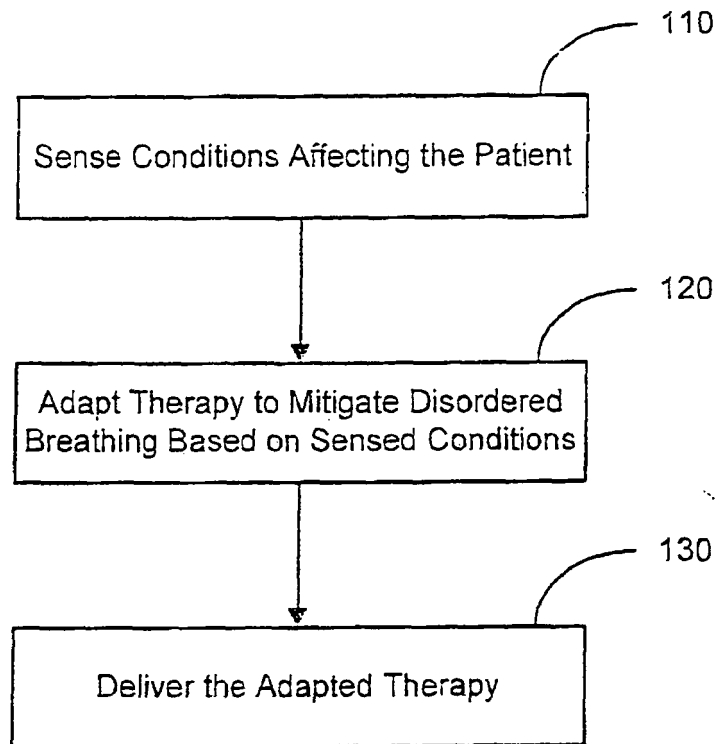 110
Sense Conditions Affecting the Patient
120
Adapt Therapy to Mitigate Disordered
Breathing Based on Sensed Conditions
130
Deliver the Adapted Therapy